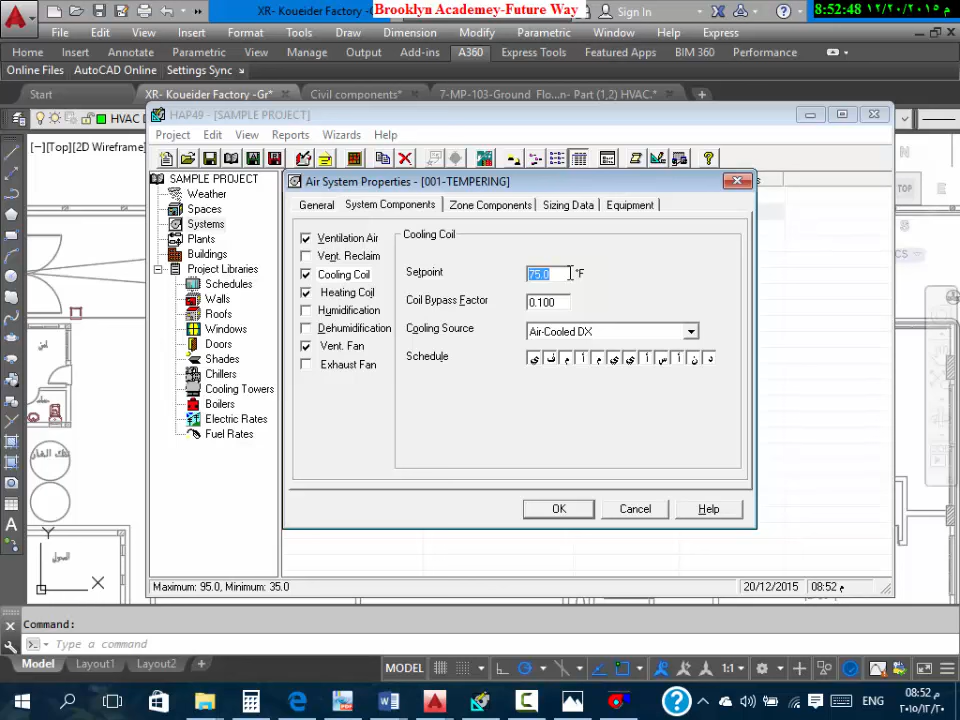 XR- Koueider Factory
Brooklyn Academey-Future Way
Sign In
8:52:48 م ١٢/٢٠/٢٠١٥
File Edit View Insert Format Tools Draw Dimension Modify Parametric Window Help Express
Home Insert Annotate Parametric View Manage Output Add-ins A360 Express Tools Featured Apps BIM 360 Performance
Online Files AutoCAD Online Settings Sync
Start XR- Koueider Factory -Gr* Civil components* 7-MP-103-Ground Flo...n- Part (1,2) HVAC.*
HVAC
HAP49 - [SAMPLE PROJECT]
Project Edit View Reports Wizards Help
[−][Top][2D Wireframe]
N
TOP
SAMPLE PROJECT
Weather
Spaces
Systems
Plants
Buildings
Project Libraries
Schedules
Walls
Roofs
Windows
Doors
Shades
Chillers
Cooling Towers
Boilers
Electric Rates
Fuel Rates
Air System Properties - [001-TEMPERING]
General System Components Zone Components Sizing Data Equipment
Ventilation Air
Vent. Reclaim
Cooling Coil
Heating Coil
Humidification
Dehumidification
Vent. Fan
Exhaust Fan
Cooling Coil
Setpoint 75.0 °F
Coil Bypass Factor 0.100
Cooling Source Air-Cooled DX
Schedule ي ف م أ م ي ي أ س أ ن د
OK Cancel Help
Y
X
Maximum: 95.0, Minimum: 35.0 20/12/2015 08:52 م
Command:
Type a command
Model Layout1 Layout2 +
MODEL 1:1
ENG 08:52 م
٢٠١٥/١٢/٢٠